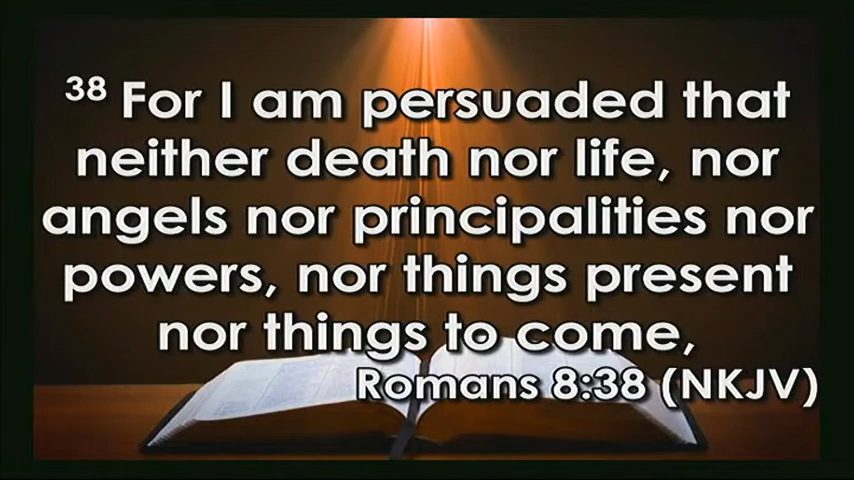 38 For I am persuaded that
neither death nor life, nor
angels nor principalities nor
powers, nor things present
nor things to come,
Romans 8:38 (NKJV)